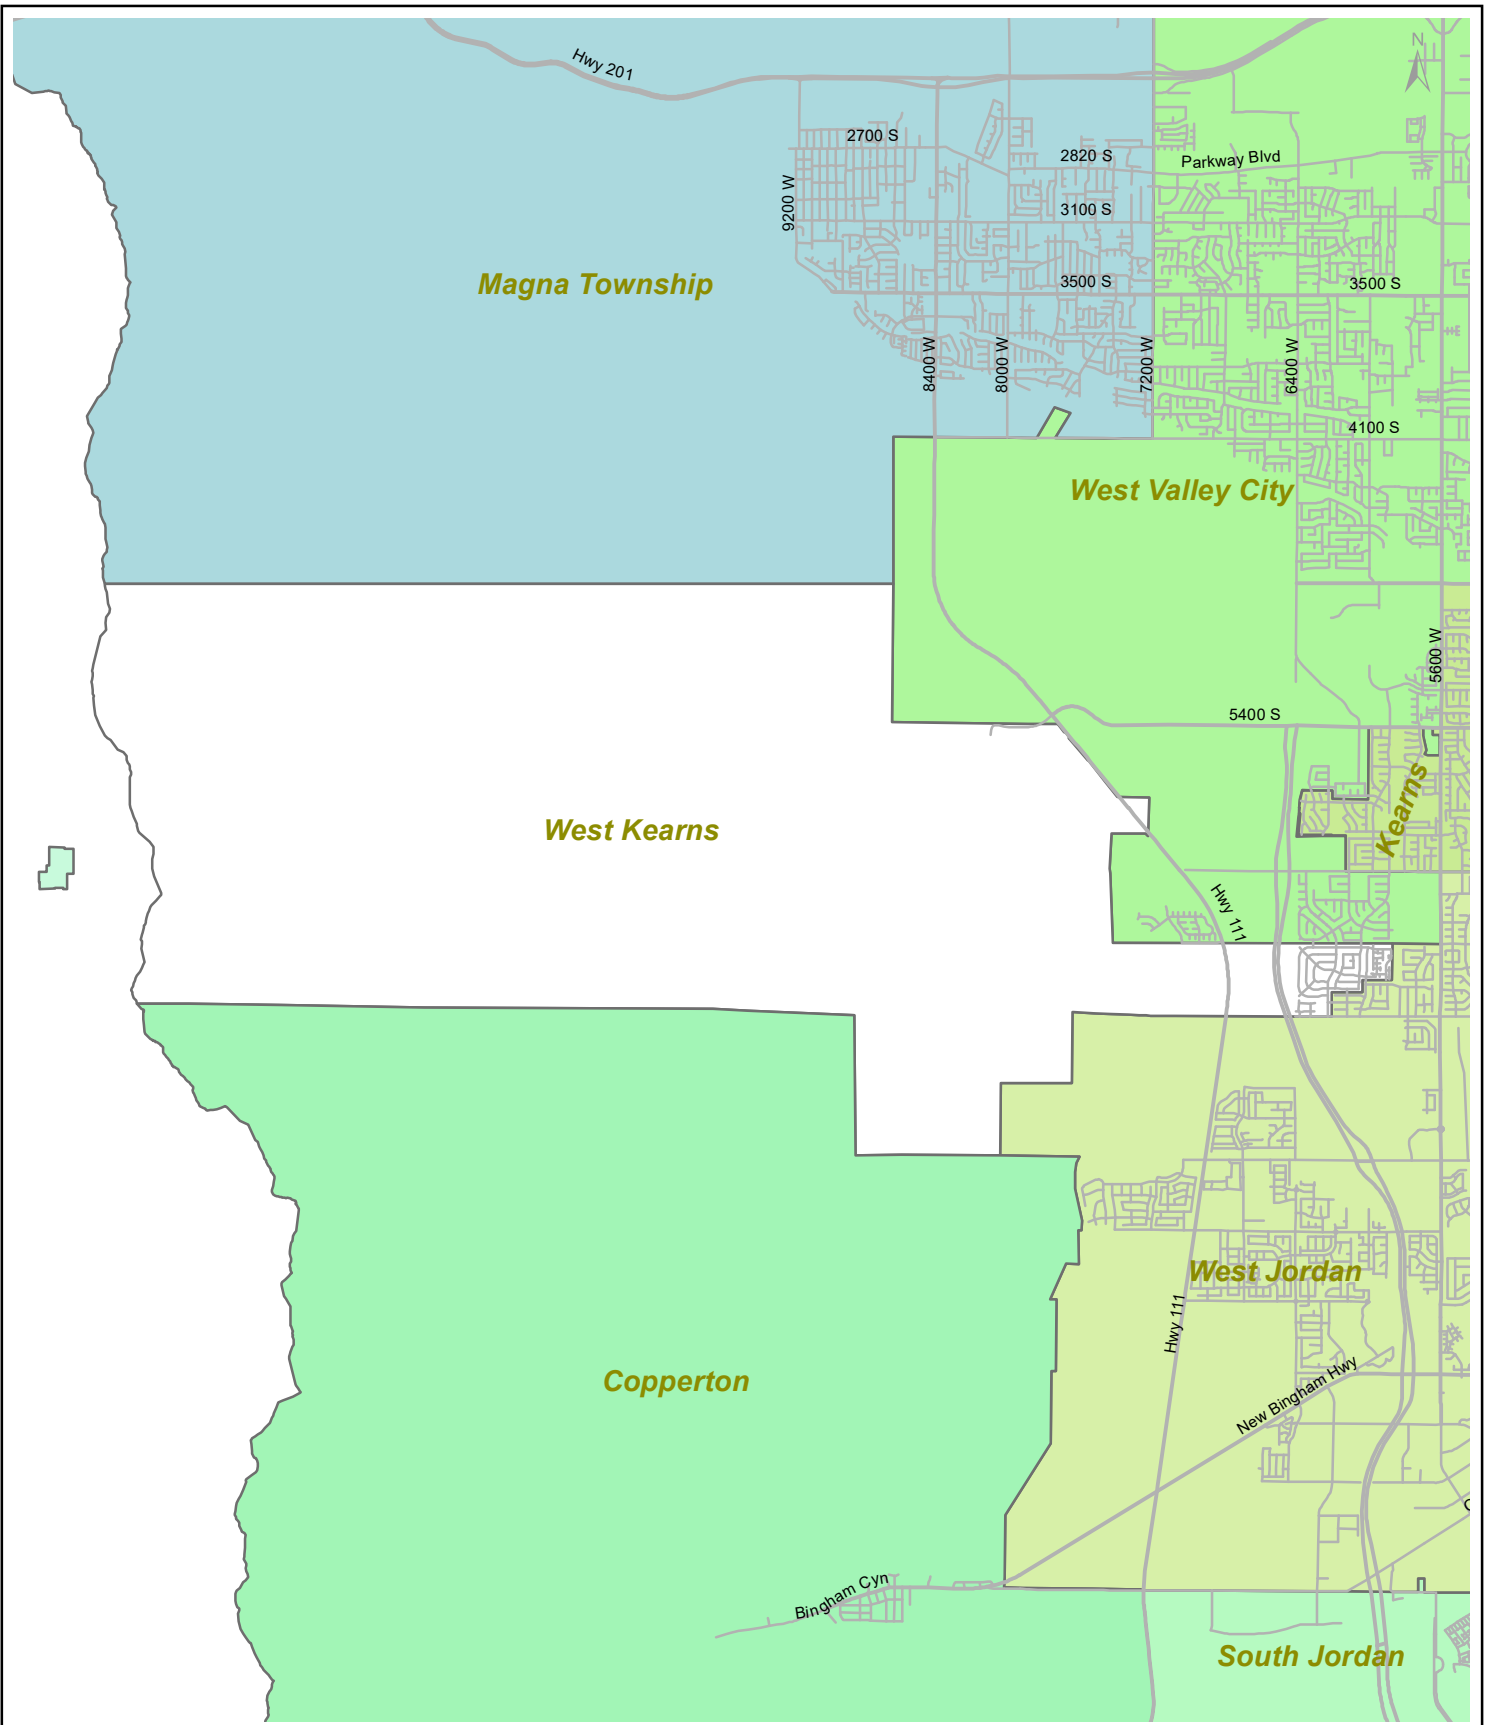 N
Hwy 201
2700 S
2820 S
Parkway Blvd
9200 W
3100 S
Magna Township
3500 S
3500 S
8400 W
8000 W
7200 W
6400 W
4100 S
West Valley City
5600 W
5400 S
Kearns
West Kearns
Hwy 111
West Jordan
Hwy 111
Copperton
New Bingham Hwy
Bingham Cyn
South Jordan